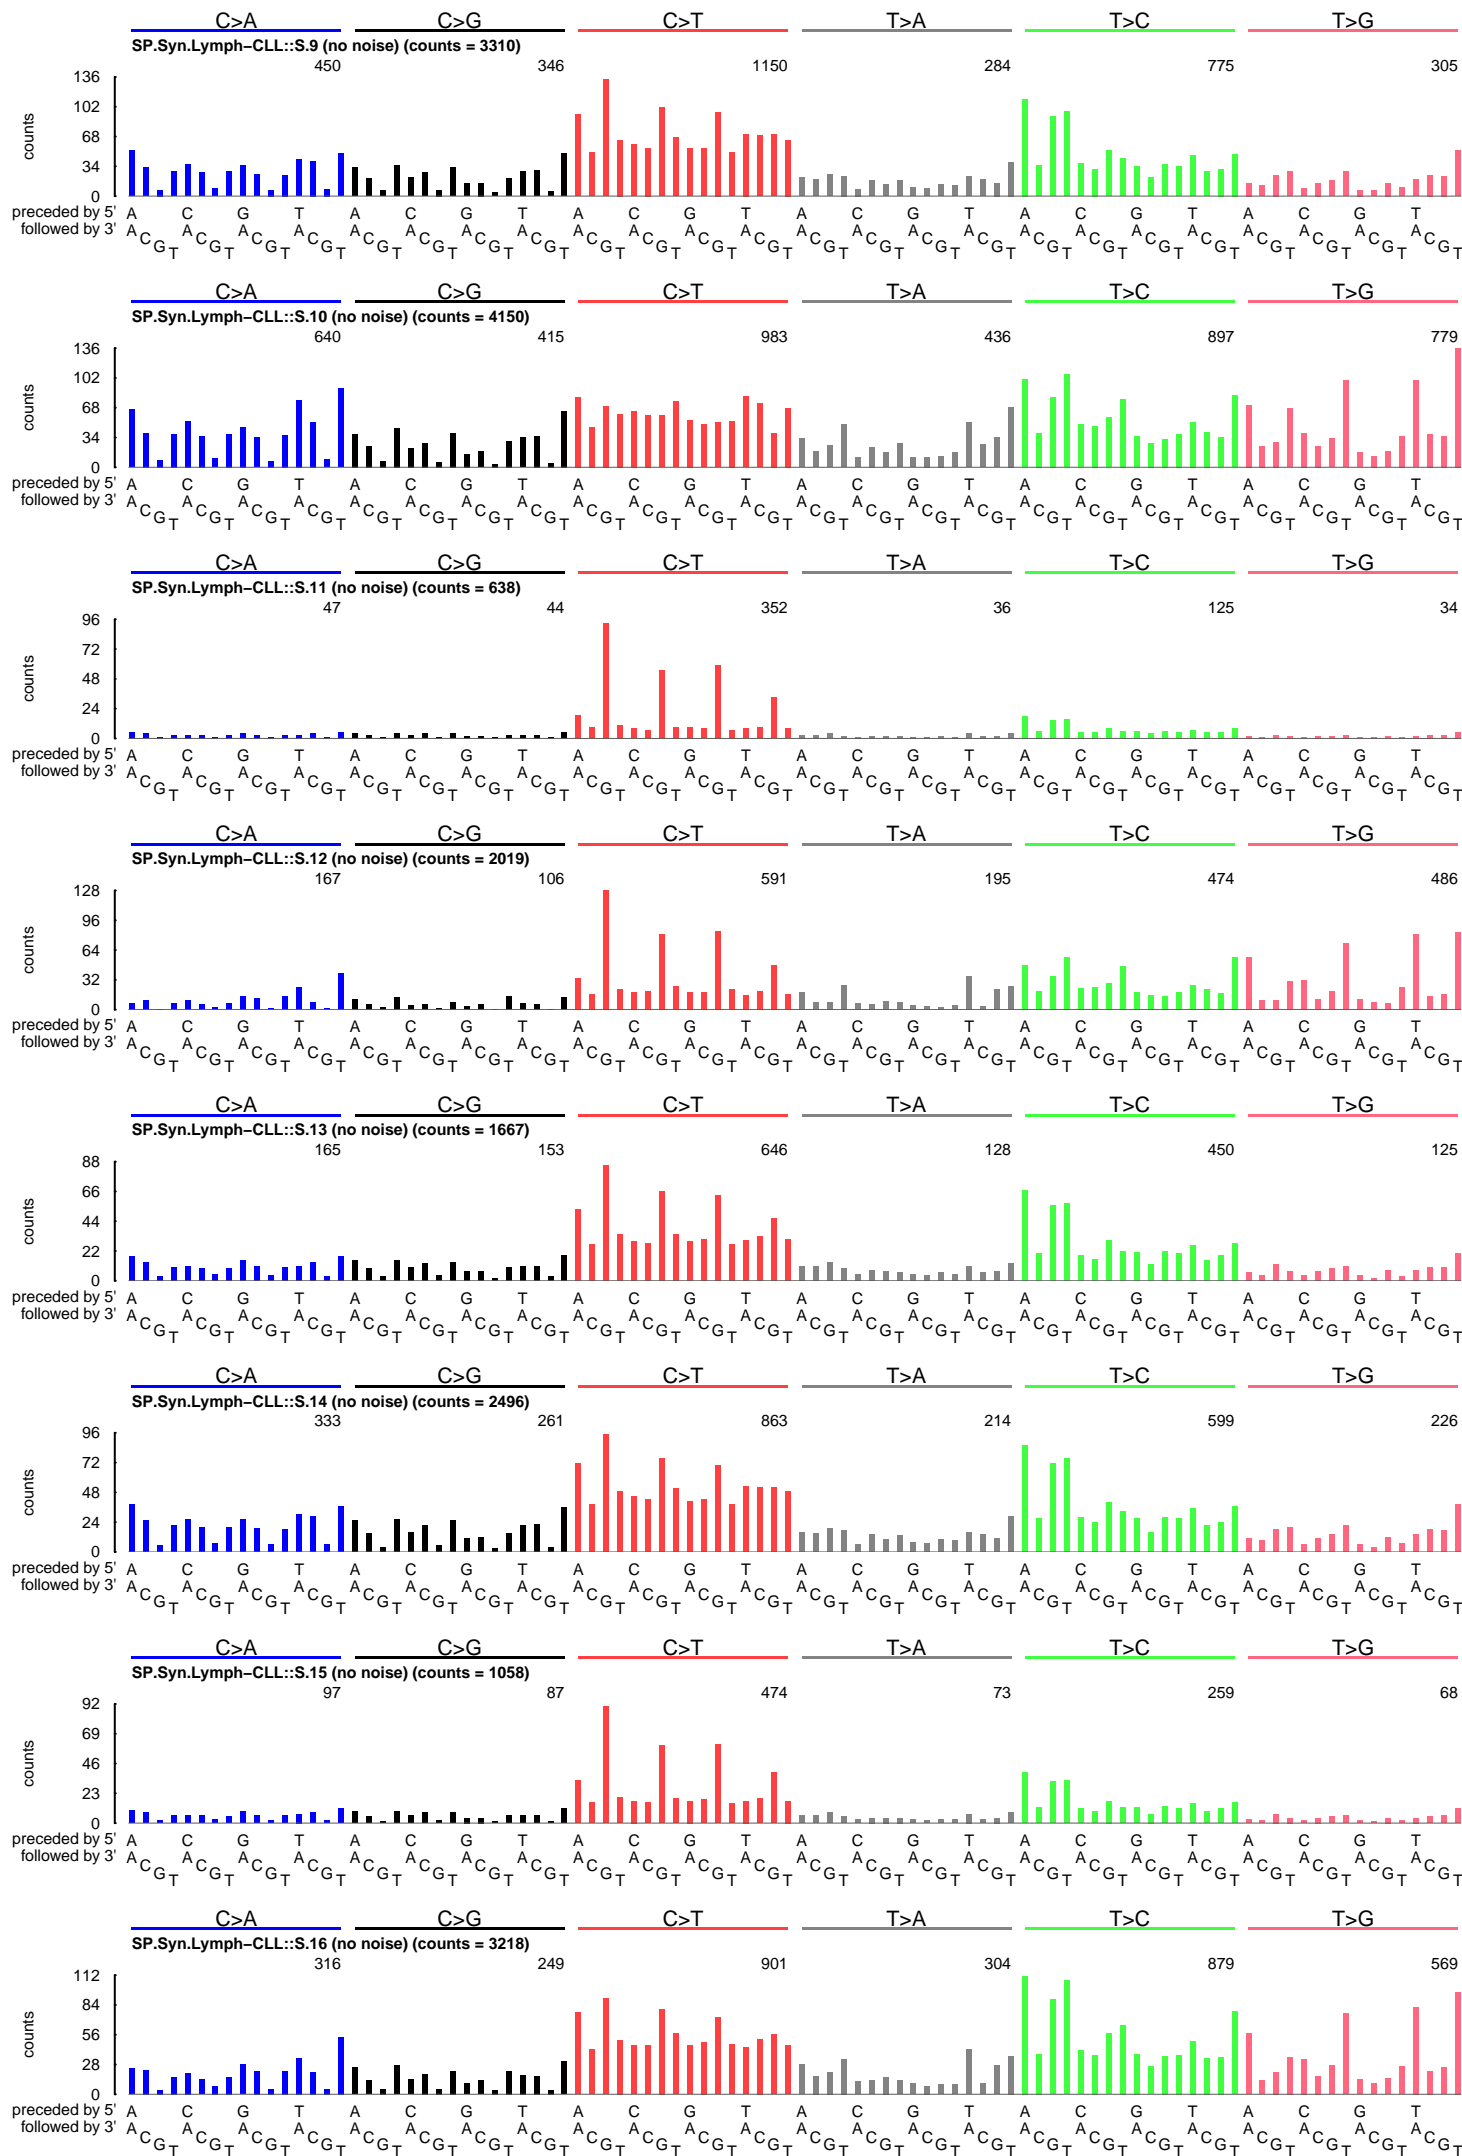 C>A C>G C>T T>A T>C T>G
SP.Syn.Lymph−CLL::S.9 (no noise) (counts = 3310)
450 346 1150 284 775 305
136
102
68
34
0
counts
preceded by 5' A C G T A C G T A C G T A C G T A C G T A C G T
followed by 3' A C G T A C G T A C G T A C G T A C G T A C G T A C G T A C G T A C G T A C G T A C G T A C G T A C G T A C G T A C G T A C G T A C G T A C G T A C G T A C G T A C G T A C G T A C G T A C G T
C>A C>G C>T T>A T>C T>G
SP.Syn.Lymph−CLL::S.10 (no noise) (counts = 4150)
640 415 983 436 897 779
136
102
68
34
0
counts
preceded by 5' A C G T A C G T A C G T A C G T A C G T A C G T
followed by 3' A C G T A C G T A C G T A C G T A C G T A C G T A C G T A C G T A C G T A C G T A C G T A C G T A C G T A C G T A C G T A C G T A C G T A C G T A C G T A C G T A C G T A C G T A C G T A C G T
C>A C>G C>T T>A T>C T>G
SP.Syn.Lymph−CLL::S.11 (no noise) (counts = 638)
47 44 352 36 125 34
96
72
48
24
0
counts
preceded by 5' A C G T A C G T A C G T A C G T A C G T A C G T
followed by 3' A C G T A C G T A C G T A C G T A C G T A C G T A C G T A C G T A C G T A C G T A C G T A C G T A C G T A C G T A C G T A C G T A C G T A C G T A C G T A C G T A C G T A C G T A C G T A C G T
C>A C>G C>T T>A T>C T>G
SP.Syn.Lymph−CLL::S.12 (no noise) (counts = 2019)
167 106 591 195 474 486
128
96
64
32
0
counts
preceded by 5' A C G T A C G T A C G T A C G T A C G T A C G T
followed by 3' A C G T A C G T A C G T A C G T A C G T A C G T A C G T A C G T A C G T A C G T A C G T A C G T A C G T A C G T A C G T A C G T A C G T A C G T A C G T A C G T A C G T A C G T A C G T A C G T
C>A C>G C>T T>A T>C T>G
SP.Syn.Lymph−CLL::S.13 (no noise) (counts = 1667)
165 153 646 128 450 125
88
66
44
22
0
counts
preceded by 5' A C G T A C G T A C G T A C G T A C G T A C G T
followed by 3' A C G T A C G T A C G T A C G T A C G T A C G T A C G T A C G T A C G T A C G T A C G T A C G T A C G T A C G T A C G T A C G T A C G T A C G T A C G T A C G T A C G T A C G T A C G T A C G T
C>A C>G C>T T>A T>C T>G
SP.Syn.Lymph−CLL::S.14 (no noise) (counts = 2496)
333 261 863 214 599 226
96
72
48
24
0
counts
preceded by 5' A C G T A C G T A C G T A C G T A C G T A C G T
followed by 3' A C G T A C G T A C G T A C G T A C G T A C G T A C G T A C G T A C G T A C G T A C G T A C G T A C G T A C G T A C G T A C G T A C G T A C G T A C G T A C G T A C G T A C G T A C G T A C G T
C>A C>G C>T T>A T>C T>G
SP.Syn.Lymph−CLL::S.15 (no noise) (counts = 1058)
97 87 474 73 259 68
92
69
46
23
0
counts
preceded by 5' A C G T A C G T A C G T A C G T A C G T A C G T
followed by 3' A C G T A C G T A C G T A C G T A C G T A C G T A C G T A C G T A C G T A C G T A C G T A C G T A C G T A C G T A C G T A C G T A C G T A C G T A C G T A C G T A C G T A C G T A C G T A C G T
C>A C>G C>T T>A T>C T>G
SP.Syn.Lymph−CLL::S.16 (no noise) (counts = 3218)
316 249 901 304 879 569
112
84
56
28
0
counts
preceded by 5' A C G T A C G T A C G T A C G T A C G T A C G T
followed by 3' A C G T A C G T A C G T A C G T A C G T A C G T A C G T A C G T A C G T A C G T A C G T A C G T A C G T A C G T A C G T A C G T A C G T A C G T A C G T A C G T A C G T A C G T A C G T A C G T